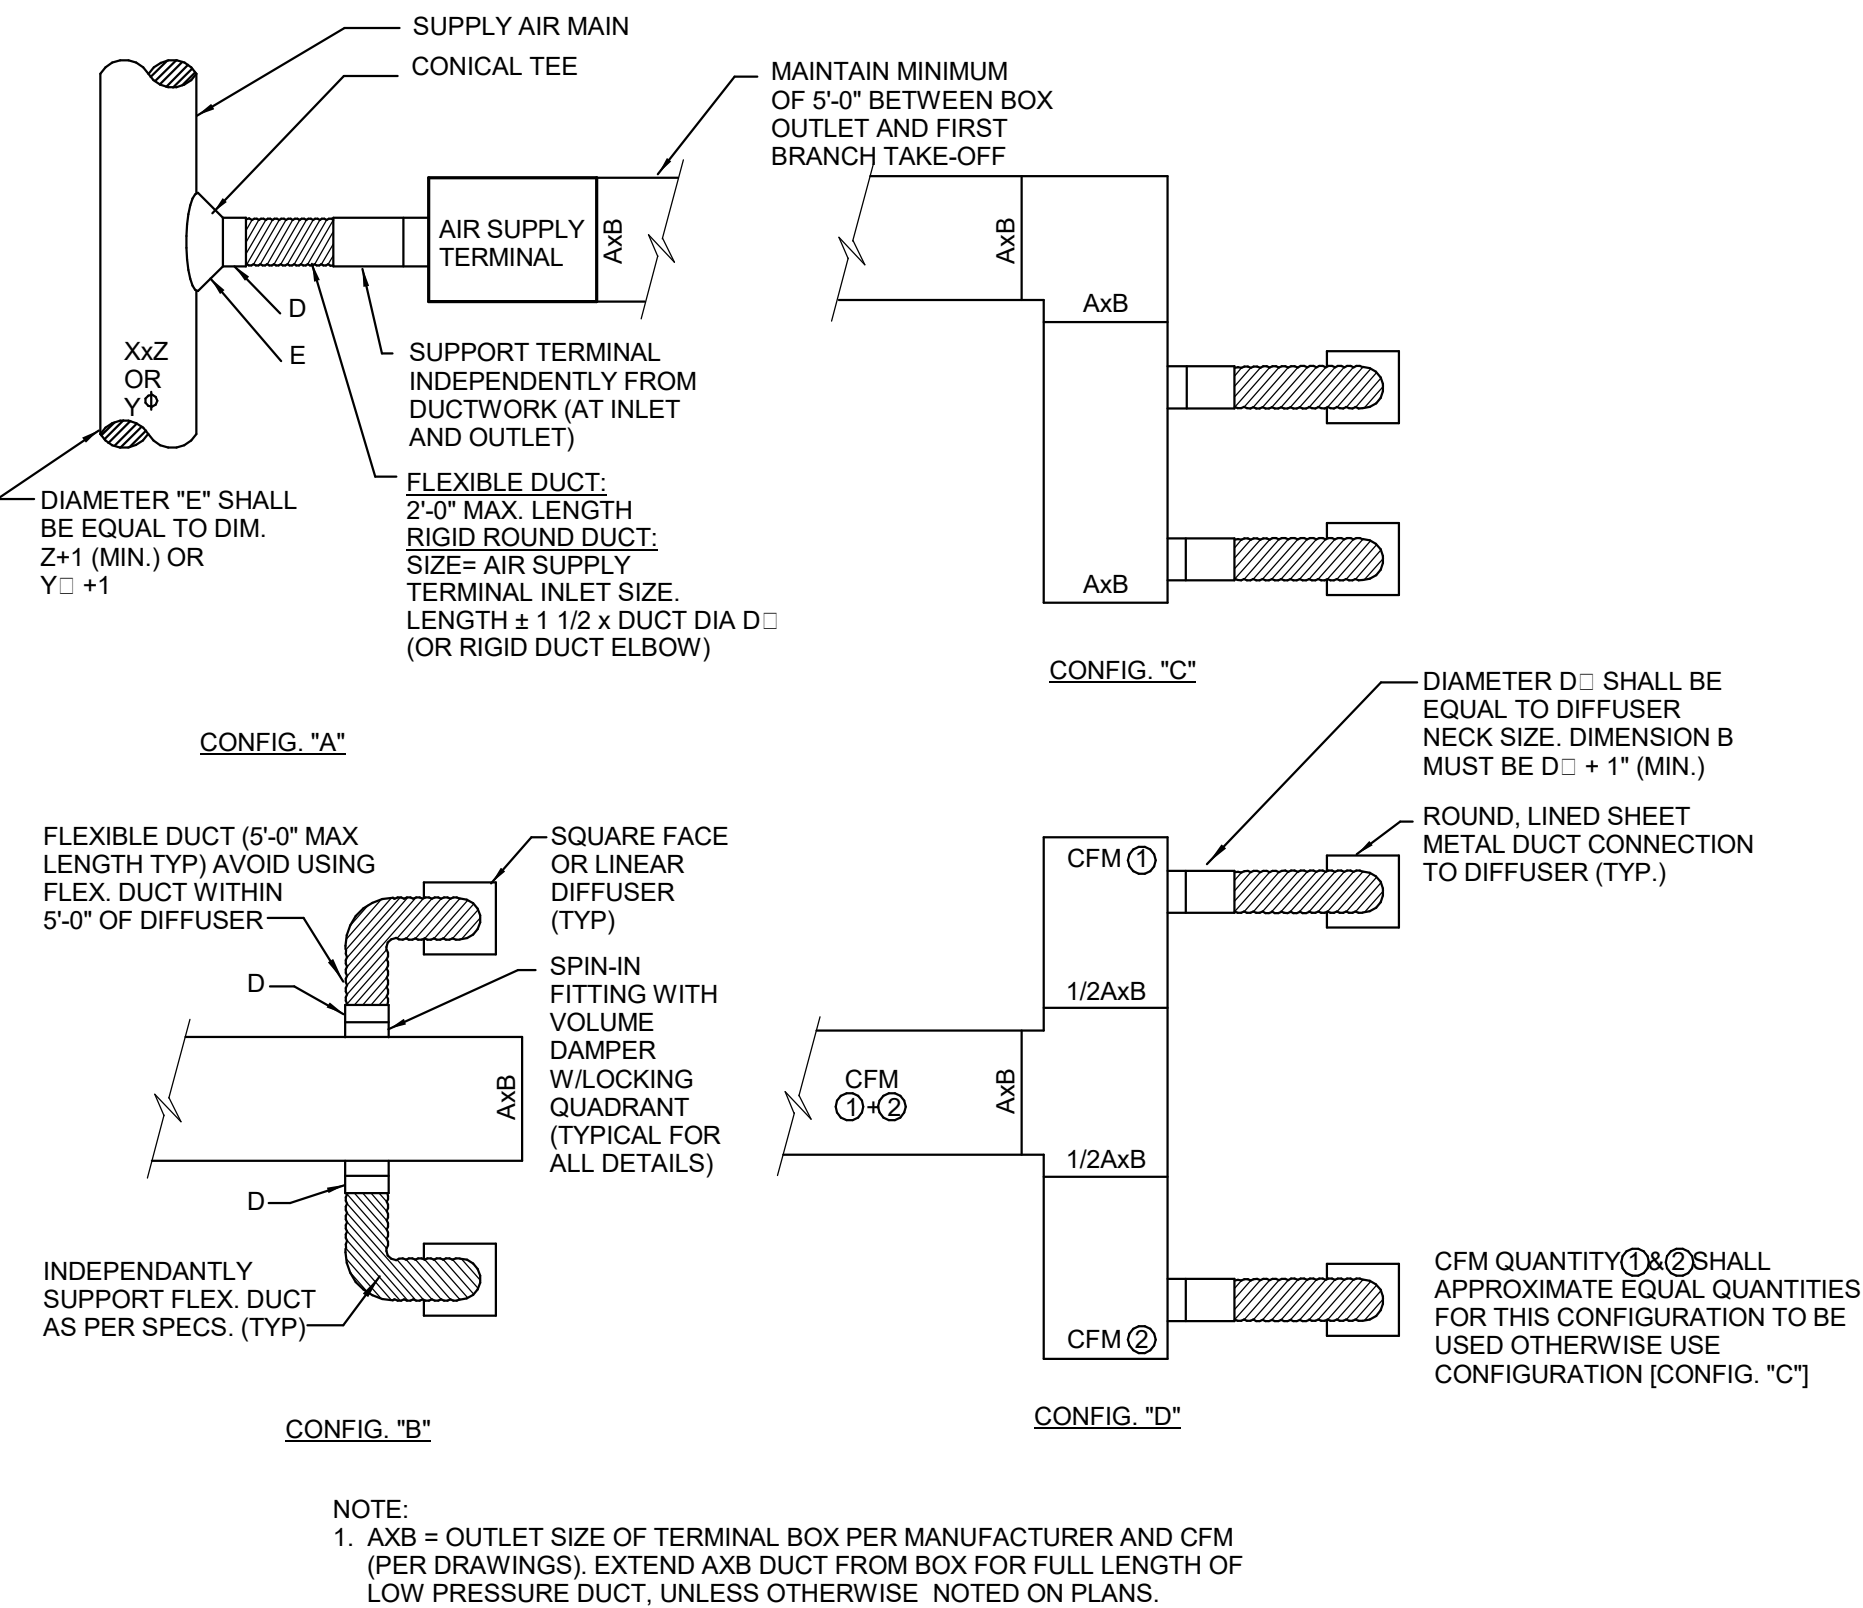 SUPPLY AIR MAIN
CONICAL TEE
MAINTAIN MINIMUM
OF 5'-0" BETWEEN BOX
OUTLET AND FIRST
BRANCH TAKE-OFF
AIR SUPPLY
TERMINAL
AxB
D
E
XxZ
OR
Yϕ
SUPPORT TERMINAL
INDEPENDENTLY FROM
DUCTWORK (AT INLET
AND OUTLET)
DIAMETER "E" SHALL
BE EQUAL TO DIM.
Z+1 (MIN.) OR
Y□ +1
FLEXIBLE DUCT:
2'-0" MAX. LENGTH
RIGID ROUND DUCT:
SIZE= AIR SUPPLY
TERMINAL INLET SIZE.
LENGTH ± 1 1/2 x DUCT DIA D□
(OR RIGID DUCT ELBOW)
CONFIG. "A"
AxB
AxB
AxB
CONFIG. "C"
FLEXIBLE DUCT (5'-0" MAX
LENGTH TYP) AVOID USING
FLEX. DUCT WITHIN
5'-0" OF DIFFUSER
SQUARE FACE
OR LINEAR
DIFFUSER
(TYP)
D
SPIN-IN
FITTING WITH
VOLUME
DAMPER
W/LOCKING
QUADRANT
(TYPICAL FOR
ALL DETAILS)
AxB
D
INDEPENDANTLY
SUPPORT FLEX. DUCT
AS PER SPECS. (TYP)
CONFIG. "B"
DIAMETER D□ SHALL BE
EQUAL TO DIFFUSER
NECK SIZE. DIMENSION B
MUST BE D□ + 1" (MIN.)
ROUND, LINED SHEET
METAL DUCT CONNECTION
TO DIFFUSER (TYP.)
CFM ①
1/2AxB
CFM
①+②
AxB
1/2AxB
CFM ②
CFM QUANTITY①&②SHALL
APPROXIMATE EQUAL QUANTITIES
FOR THIS CONFIGURATION TO BE
USED OTHERWISE USE
CONFIGURATION [CONFIG. "C"]
CONFIG. "D"
NOTE:
1. AXB = OUTLET SIZE OF TERMINAL BOX PER MANUFACTURER AND CFM
(PER DRAWINGS). EXTEND AXB DUCT FROM BOX FOR FULL LENGTH OF
LOW PRESSURE DUCT, UNLESS OTHERWISE NOTED ON PLANS.